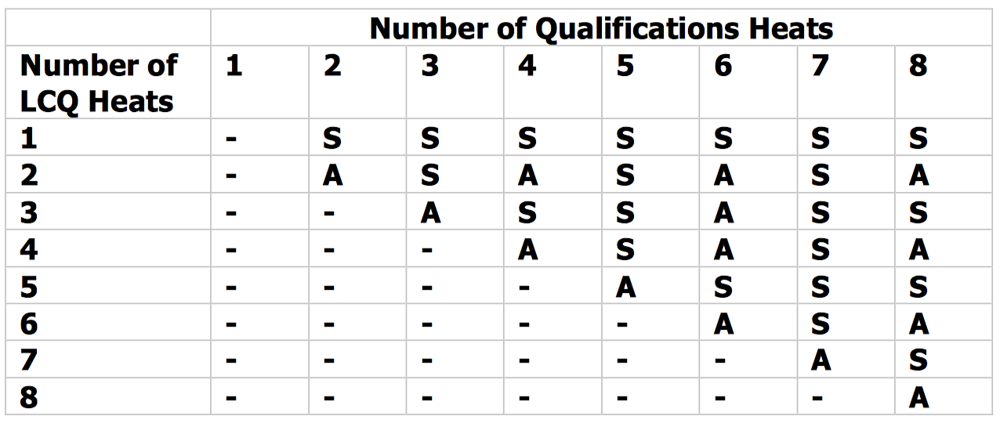 Number of Qualifications Heats
Number of LCQ Heats 1 2 3 4 5 6 7 8
1 - S S S S S S S
2 - A S A S A S A
3 - - A S S A S S
4 - - - A S A S A
5 - - - - A S S S
6 - - - - - A S A
7 - - - - - - A S
8 - - - - - - - A